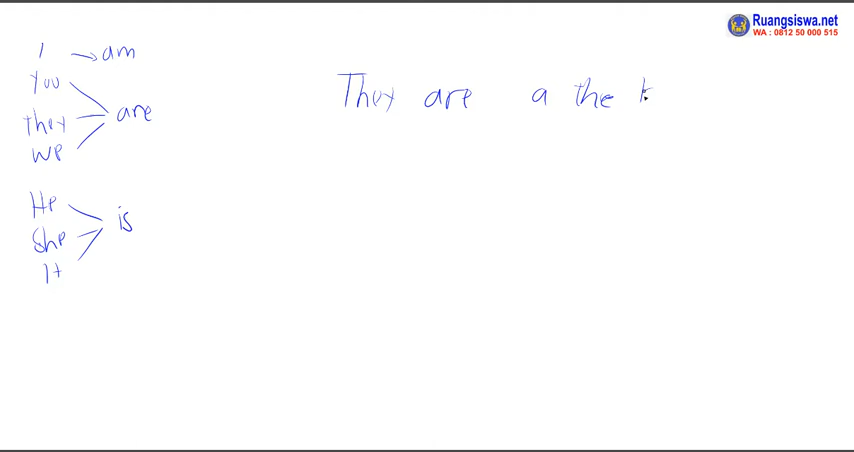 Ruangsiswa.net
WA : 0812 50 000 515
I → am
You
they
we
are
He
She
It
is
They are a the